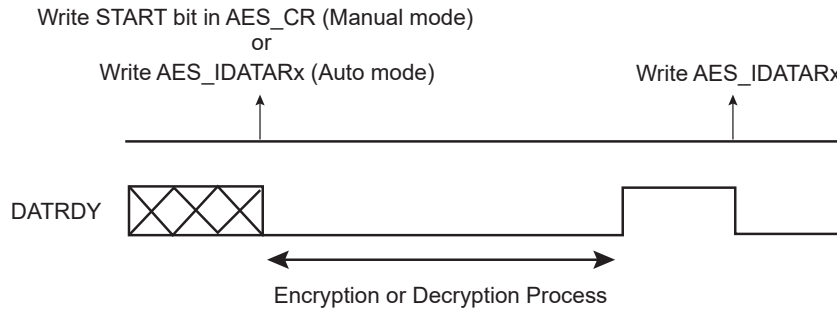 Write START bit in AES_CR (Manual mode)
or
Write AES_IDATARx (Auto mode)
Write AES_IDATARx
DATRDY
Encryption or Decryption Process